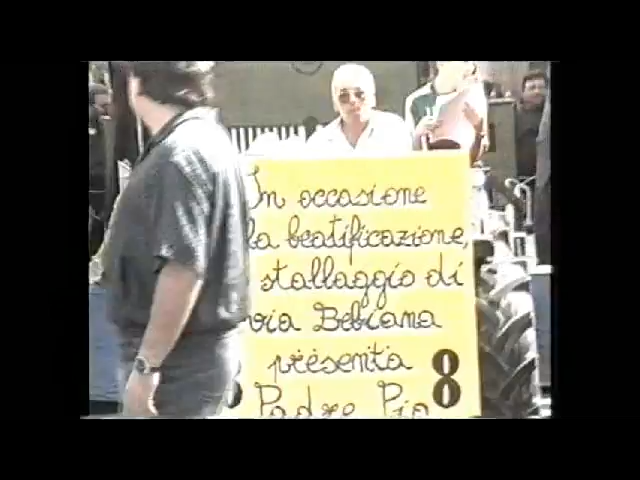 In occasione
la beatificazione,
stallaggio di
via Bebiana
presenta
Padre Pio
8